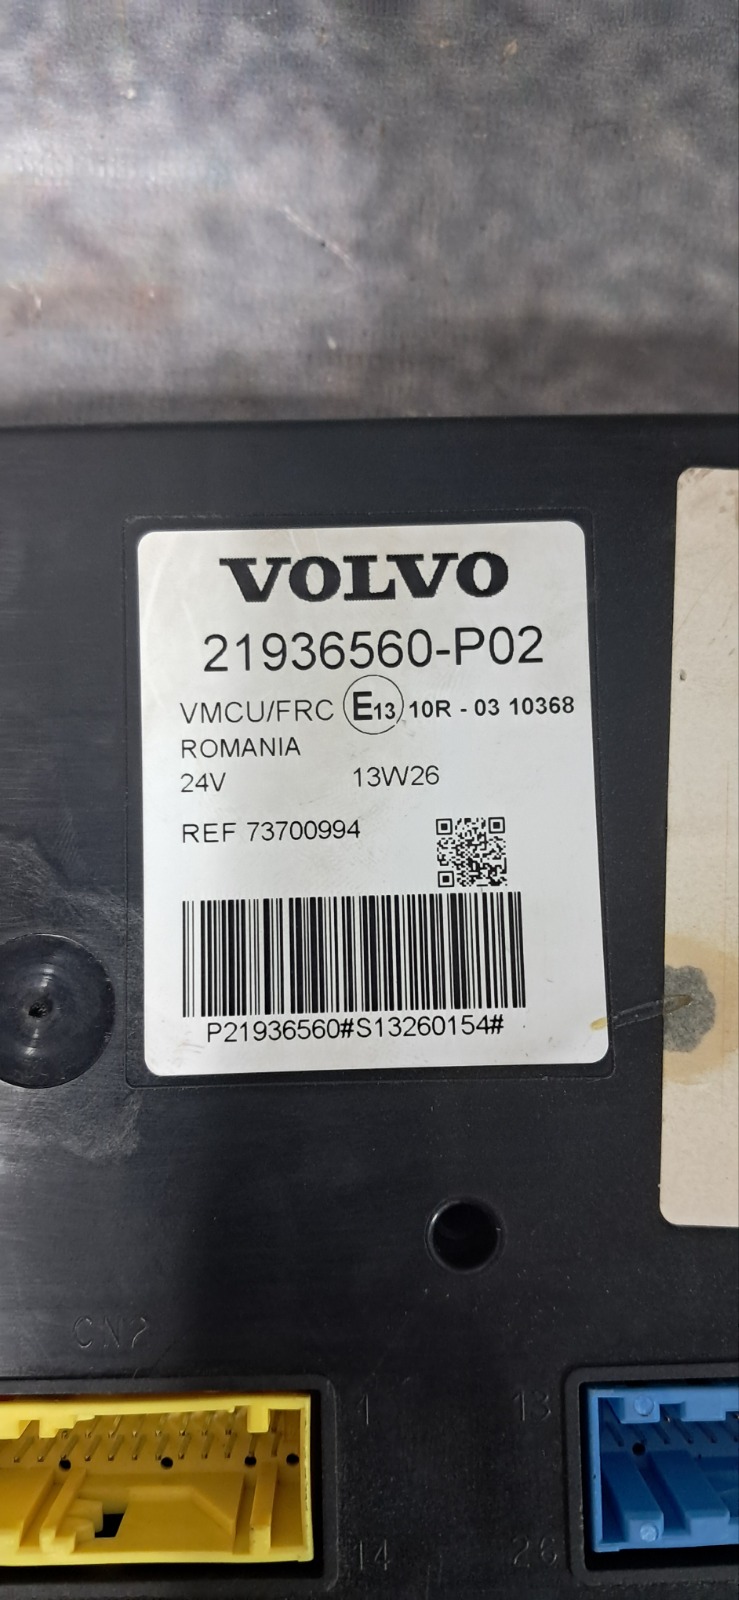 VOLVO
21936560-P02
VMCU/FRC E13 10R - 03 10368
ROMANIA
24V 13W26
REF 73700994
P21936560#S13260154#
CN2
1 13
14 26